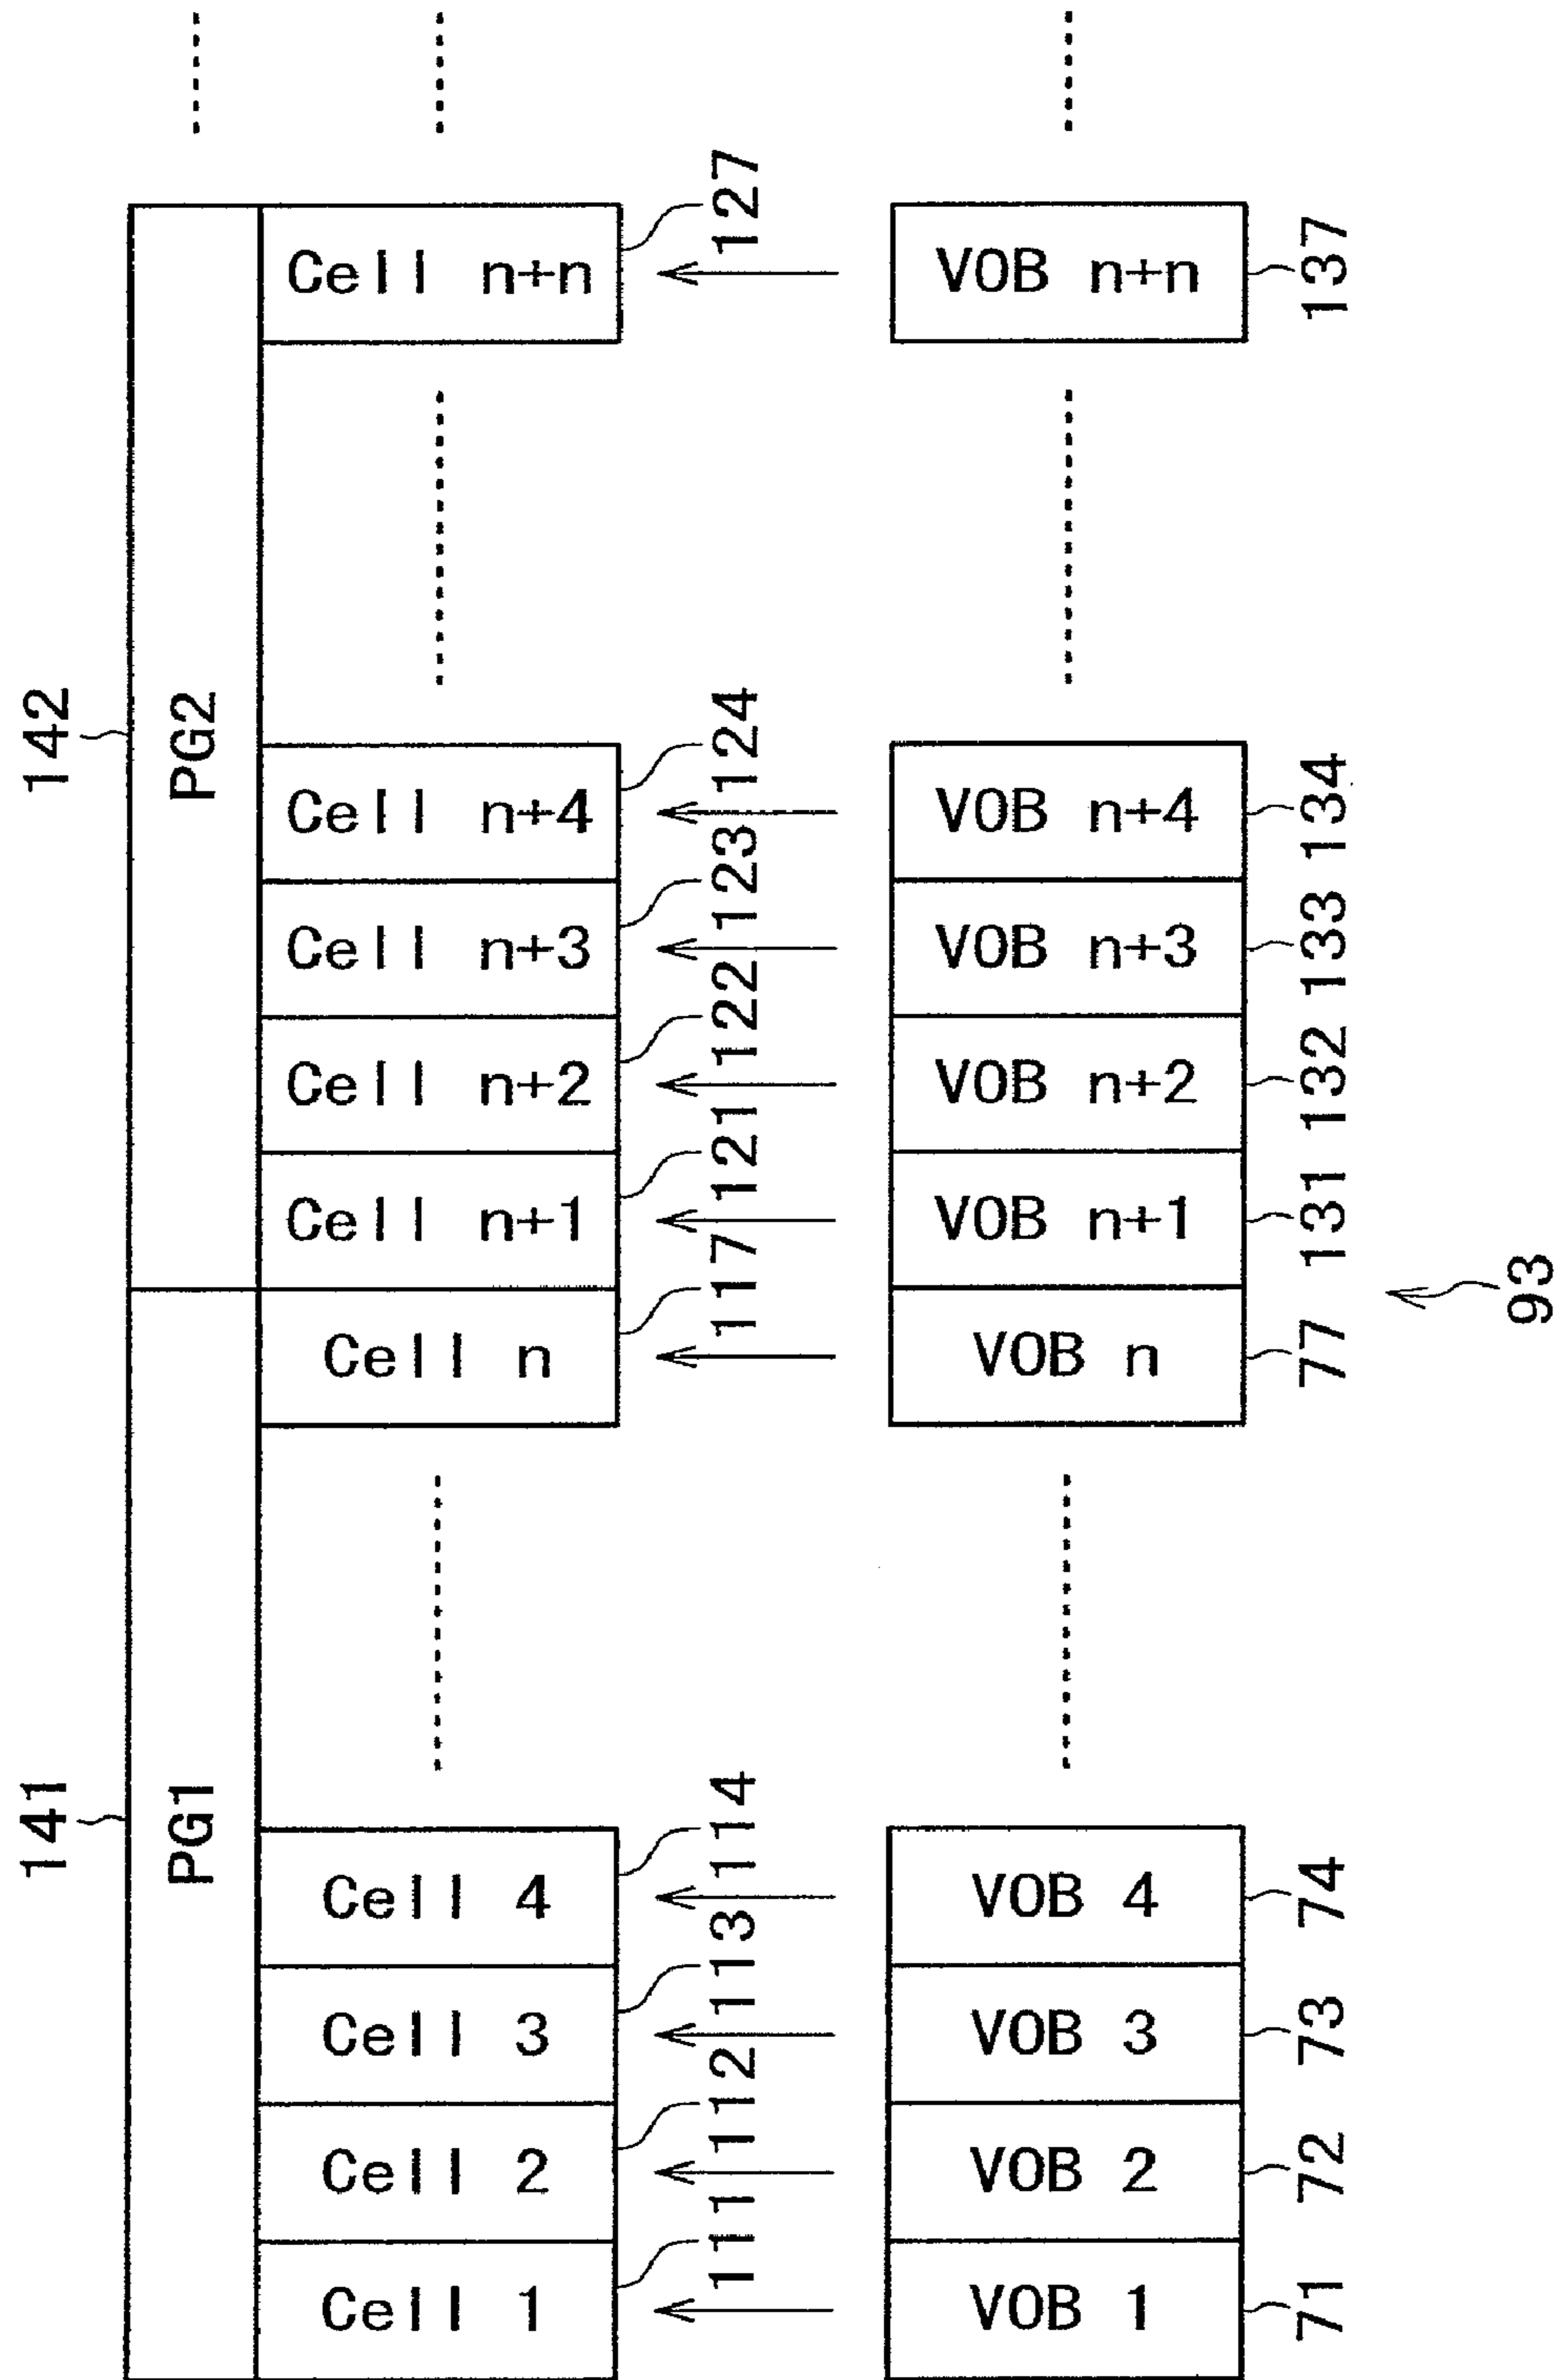 141
142
PG1
PG2
Cell 1
Cell 2
Cell 3
Cell 4
Cell n
Cell n+1
Cell n+2
Cell n+3
Cell n+4
Cell n+n
111
112
113
114
117
121
122
123
124
127
VOB 1
VOB 2
VOB 3
VOB 4
VOB n
VOB n+1
VOB n+2
VOB n+3
VOB n+4
VOB n+n
71
72
73
74
77
131
132
133
134
137
93